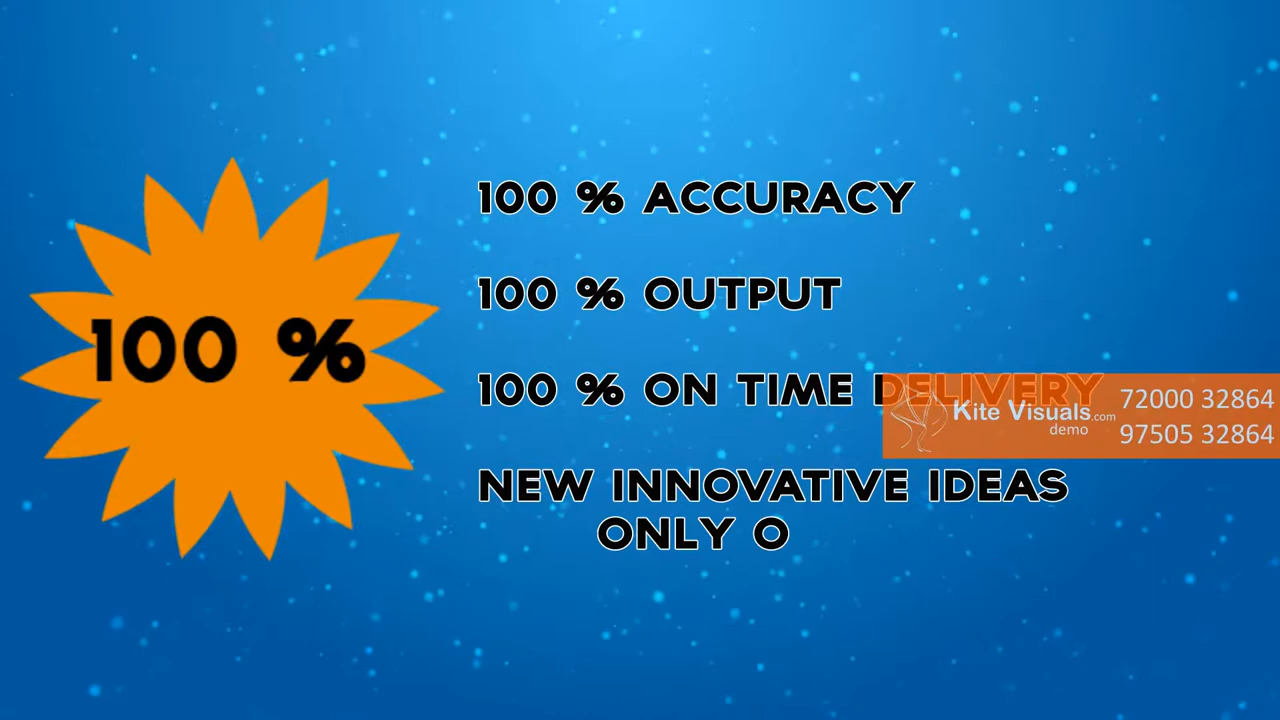 100 %
100 % ACCURACY
100 % OUTPUT
100 % ON TIME DELIVERY
Kite Visuals.com
demo
72000 32864
97505 32864
NEW INNOVATIVE IDEAS
ONLY O